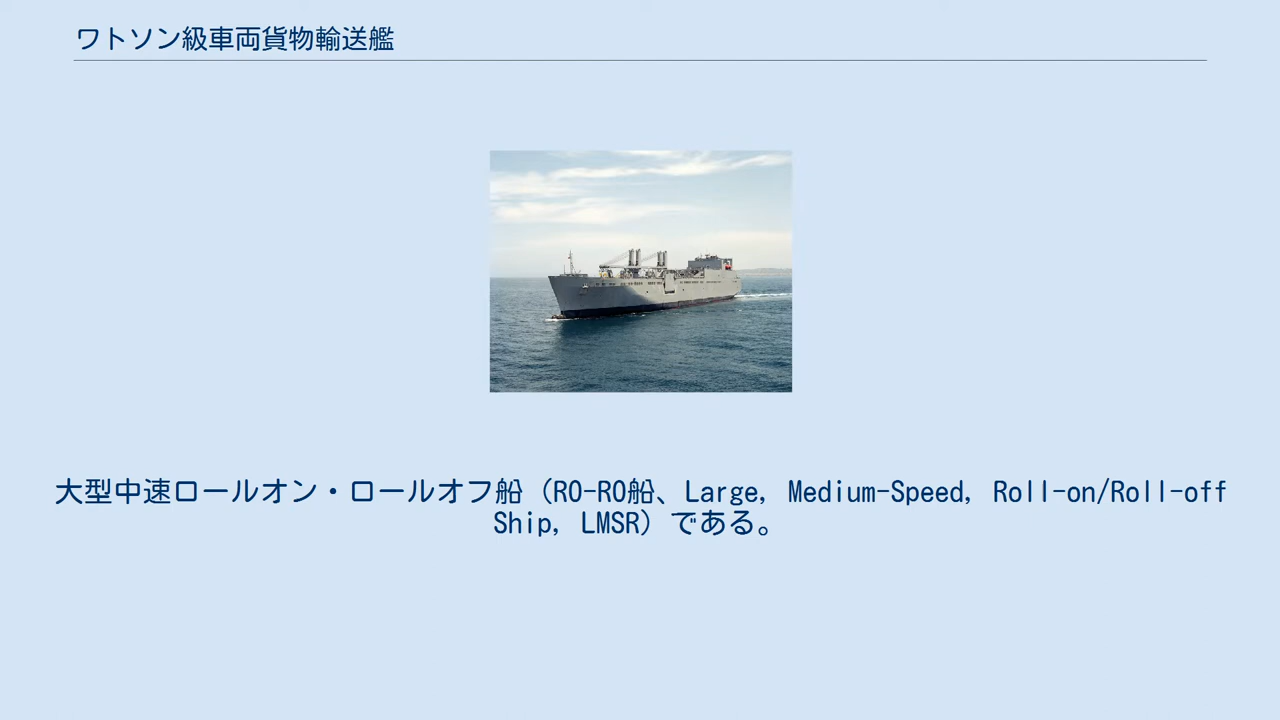 ワトソン級車両貨物輸送艦
大型中速ロールオン・ロールオフ船（RO-RO船、Large, Medium-Speed, Roll-on/Roll-off
Ship, LMSR）である。